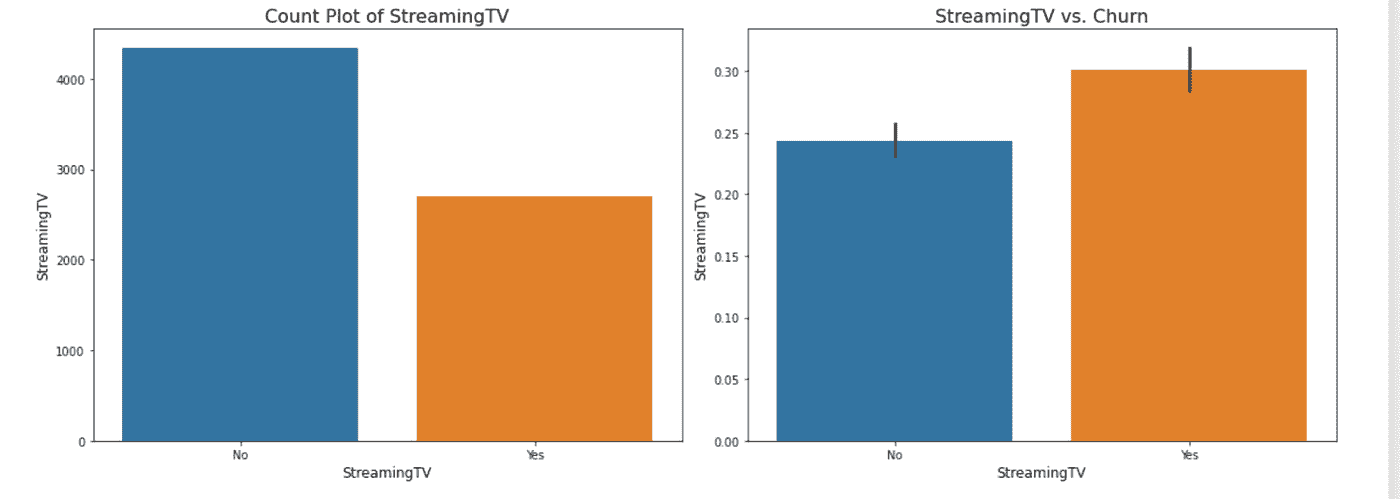 Count Plot of StreamingTV
4000
3000
2000
1000
0
StreamingTV
No Yes
StreamingTV
StreamingTV vs. Churn
0.30
0.25
0.20
0.15
0.10
0.05
0.00
StreamingTV
No Yes
StreamingTV